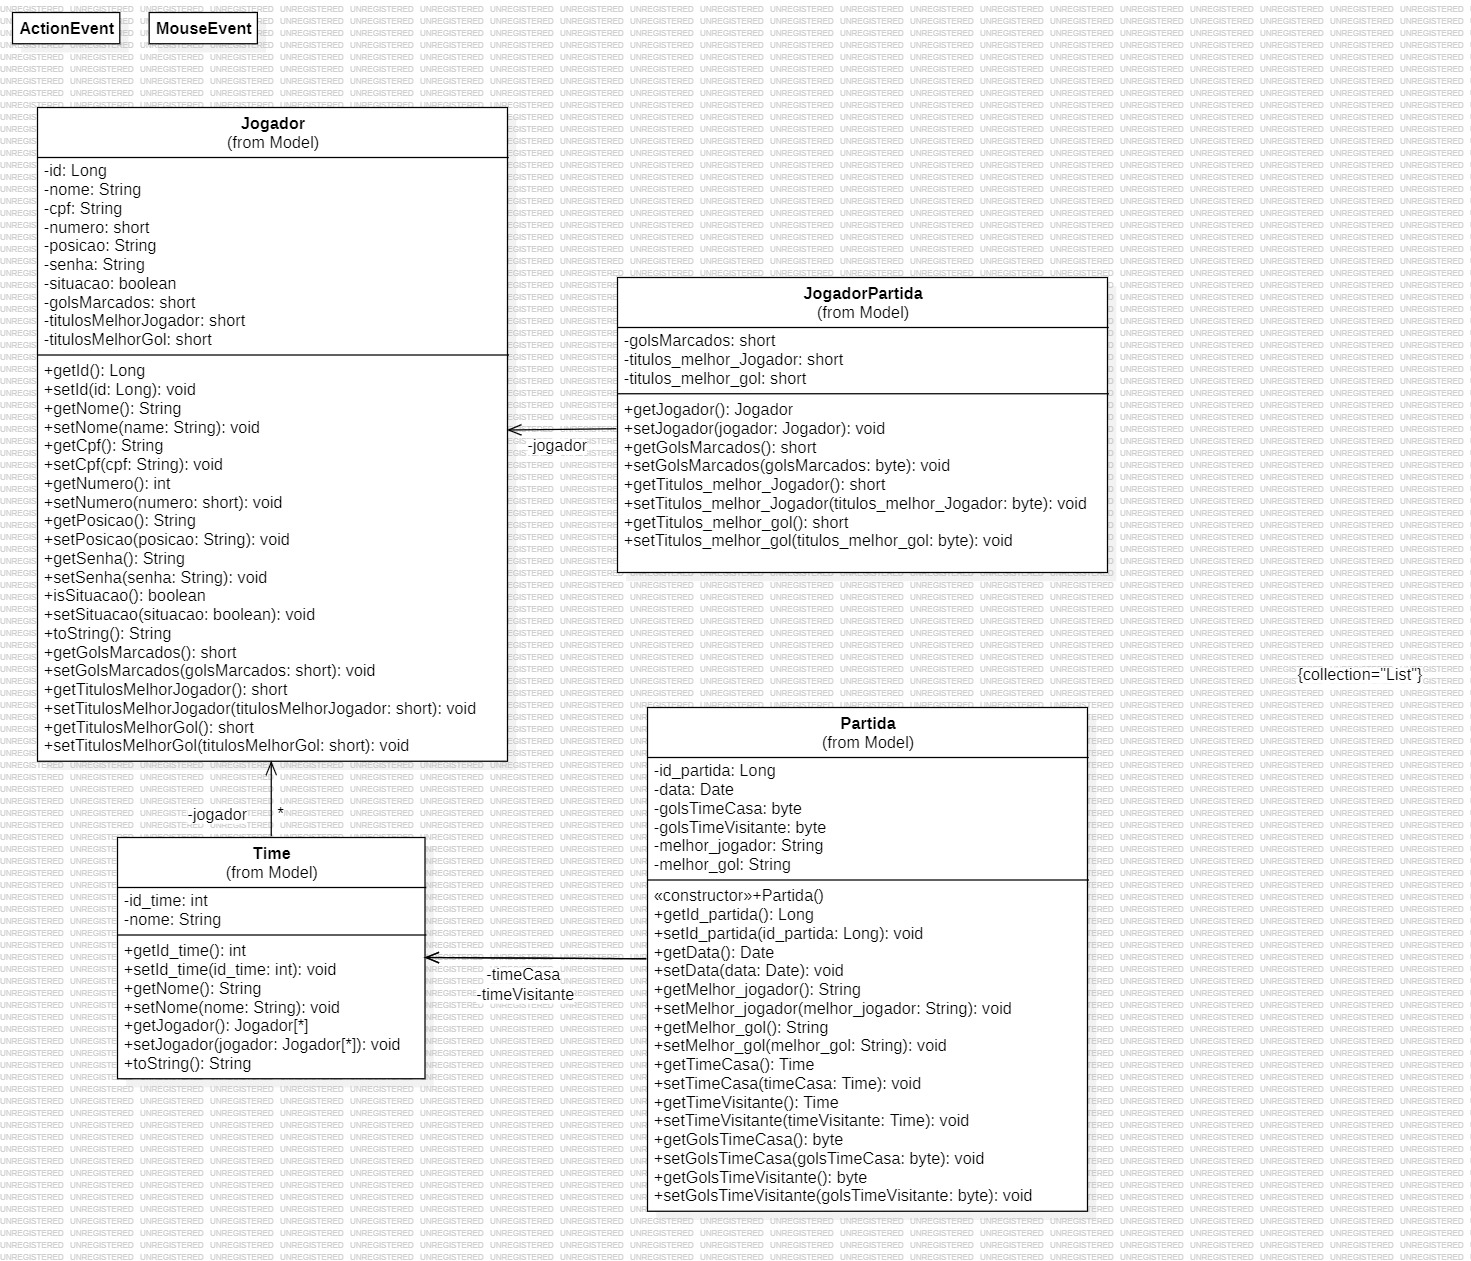 ActionEvent
MouseEvent
Jogador
(from Model)
-id: Long
-nome: String
-cpf: String
-numero: short
-posicao: String
-senha: String
-situacao: boolean
-golsMarcados: short
-titulosMelhorJogador: short
-titulosMelhorGol: short
+getId(): Long
+setId(id: Long): void
+getNome(): String
+setNome(name: String): void
+getCpf(): String
+setCpf(cpf: String): void
+getNumero(): int
+setNumero(numero: short): void
+getPosicao(): String
+setPosicao(posicao: String): void
+getSenha(): String
+setSenha(senha: String): void
+isSituacao(): boolean
+setSituacao(situacao: boolean): void
+toString(): String
+getGolsMarcados(): short
+setGolsMarcados(golsMarcados: short): void
+getTitulosMelhorJogador(): short
+setTitulosMelhorJogador(titulosMelhorJogador: short): void
+getTitulosMelhorGol(): short
+setTitulosMelhorGol(titulosMelhorGol: short): void
JogadorPartida
(from Model)
-golsMarcados: short
-titulos_melhor_Jogador: short
-titulos_melhor_gol: short
+getJogador(): Jogador
+setJogador(jogador: Jogador): void
+getGolsMarcados(): short
+setGolsMarcados(golsMarcados: byte): void
+getTitulos_melhor_Jogador(): short
+setTitulos_melhor_Jogador(titulos_melhor_Jogador: byte): void
+getTitulos_melhor_gol(): short
+setTitulos_melhor_gol(titulos_melhor_gol: byte): void
-jogador
{collection="List"}
-jogador
*
Time
(from Model)
-id_time: int
-nome: String
+getId_time(): int
+setId_time(id_time: int): void
+getNome(): String
+setNome(nome: String): void
+getJogador(): Jogador[*]
+setJogador(jogador: Jogador[*]): void
+toString(): String
-timeCasa
-timeVisitante
Partida
(from Model)
-id_partida: Long
-data: Date
-golsTimeCasa: byte
-golsTimeVisitante: byte
-melhor_jogador: String
-melhor_gol: String
«constructor»+Partida()
+getId_partida(): Long
+setId_partida(id_partida: Long): void
+getData(): Date
+setData(data: Date): void
+getMelhor_jogador(): String
+setMelhor_jogador(melhor_jogador: String): void
+getMelhor_gol(): String
+setMelhor_gol(melhor_gol: String): void
+getTimeCasa(): Time
+setTimeCasa(timeCasa: Time): void
+getTimeVisitante(): Time
+setTimeVisitante(timeVisitante: Time): void
+getGolsTimeCasa(): byte
+setGolsTimeCasa(golsTimeCasa: byte): void
+getGolsTimeVisitante(): byte
+setGolsTimeVisitante(golsTimeVisitante: byte): void
UNREGISTERED